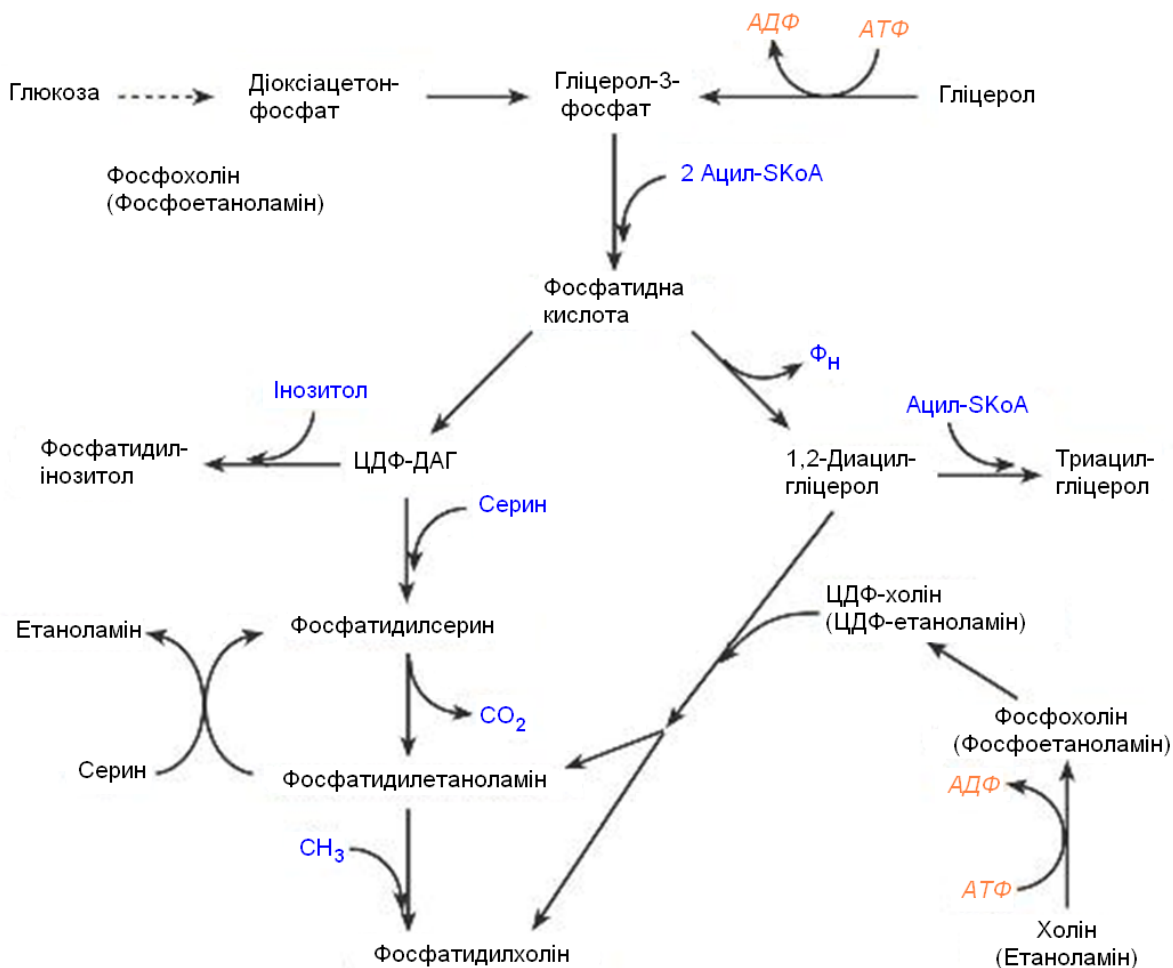 АДФ
АТФ
Глюкоза
Діоксіацетон-
фосфат
Гліцерол-3-
фосфат
Гліцерол
Фосфохолін
(Фосфоетаноламін)
2 Ацил-SКоА
Фосфатидна
кислота
Фн
Інозитол
Ацил-SКоА
Фосфатидил-
інозитол
ЦДФ-ДАГ
1,2-Диацил-
гліцерол
Триацил-
гліцерол
Серин
ЦДФ-холін
(ЦДФ-етаноламін)
Етаноламін
Фосфатидилсерин
CO2
Фосфохолін
(Фосфоетаноламін)
Серин
Фосфатидилетаноламін
АДФ
CH3
АТФ
Фосфатидилхолін
Холін
(Етаноламін)